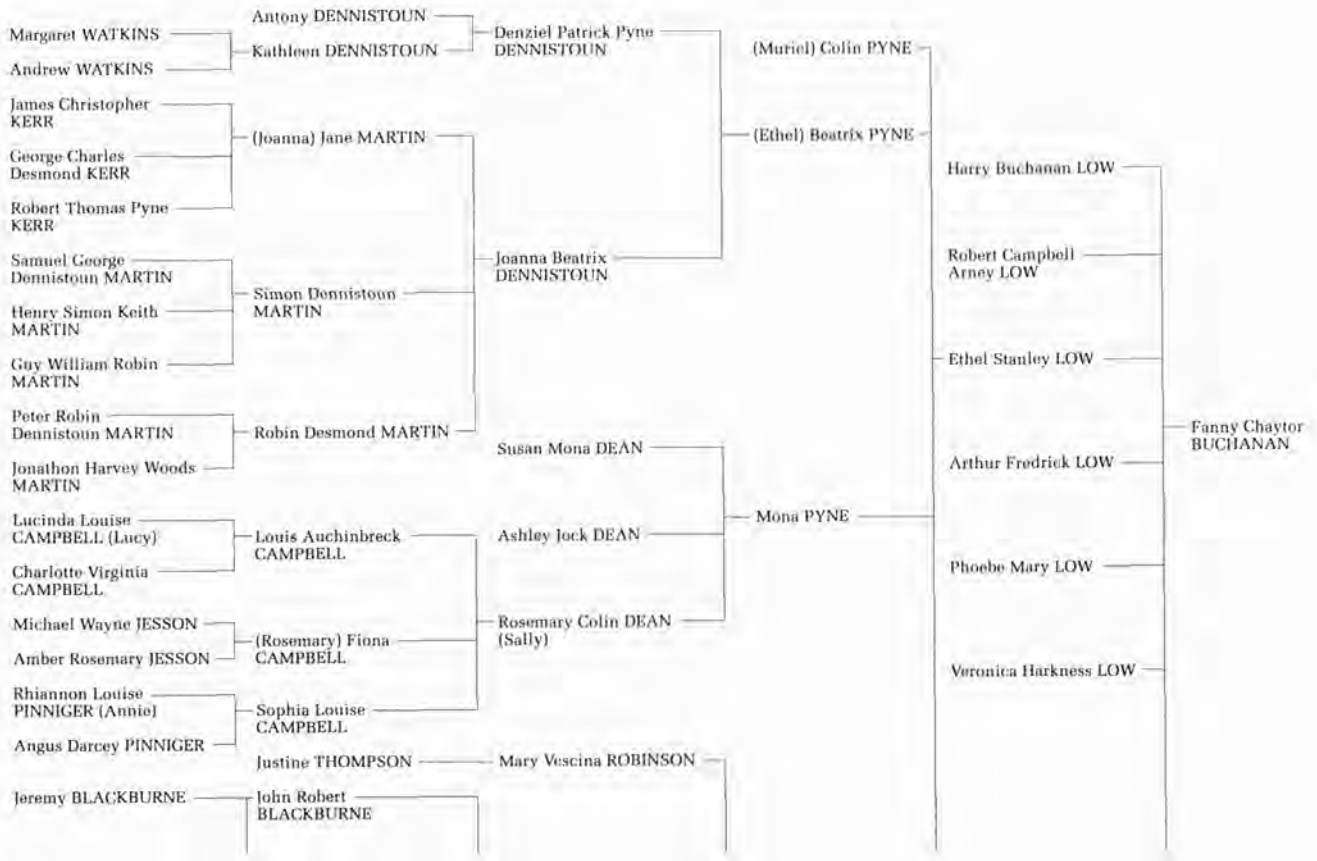 Margaret WATKINS
Andrew WATKINS
James Christopher
KERR
George Charles
Desmond KERR
Robert Thomas Pyne
KERR
Samuel George
Dennistoun MARTIN
Henry Simon Keith
MARTIN
Guy William Robin
MARTIN
Peter Robin
Dennistoun MARTIN
Jonathon Harvey Woods
MARTIN
Lucinda Louise
CAMPBELL (Lucy)
Charlotte Virginia
CAMPBELL
Michael Wayne JESSON
Amber Rosemary JESSON
Rhiannon Louise
PINNIGER (Annie)
Angus Darcey PINNIGER
Jeremy BLACKBURNE
Antony DENNISTOUN
Kathleen DENNISTOUN
(Joanna) Jane MARTIN
Simon Dennistoun
MARTIN
Robin Desmond MARTIN
Louis Auchinbreck
CAMPBELL
(Rosemary) Fiona
CAMPBELL
Sophia Louise
CAMPBELL
Justine THOMPSON
John Robert
BLACKBURNE
Denziel Patrick Pyne
DENNISTOUN
Joanna Beatrix
DENNISTOUN
Susan Mona DEAN
Ashley Jock DEAN
Rosemary Colin DEAN
(Sally)
Mary Vescina ROBINSON
(Muriel) Colin PYNE
(Ethel) Beatrix PYNE
Mona PYNE
Harry Buchanan LOW
Robert Campbell
Arney LOW
Ethel Stanley LOW
Arthur Fredrick LOW
Phoebe Mary LOW
Veronica Harkness LOW
Fanny Chaytor
BUCHANAN